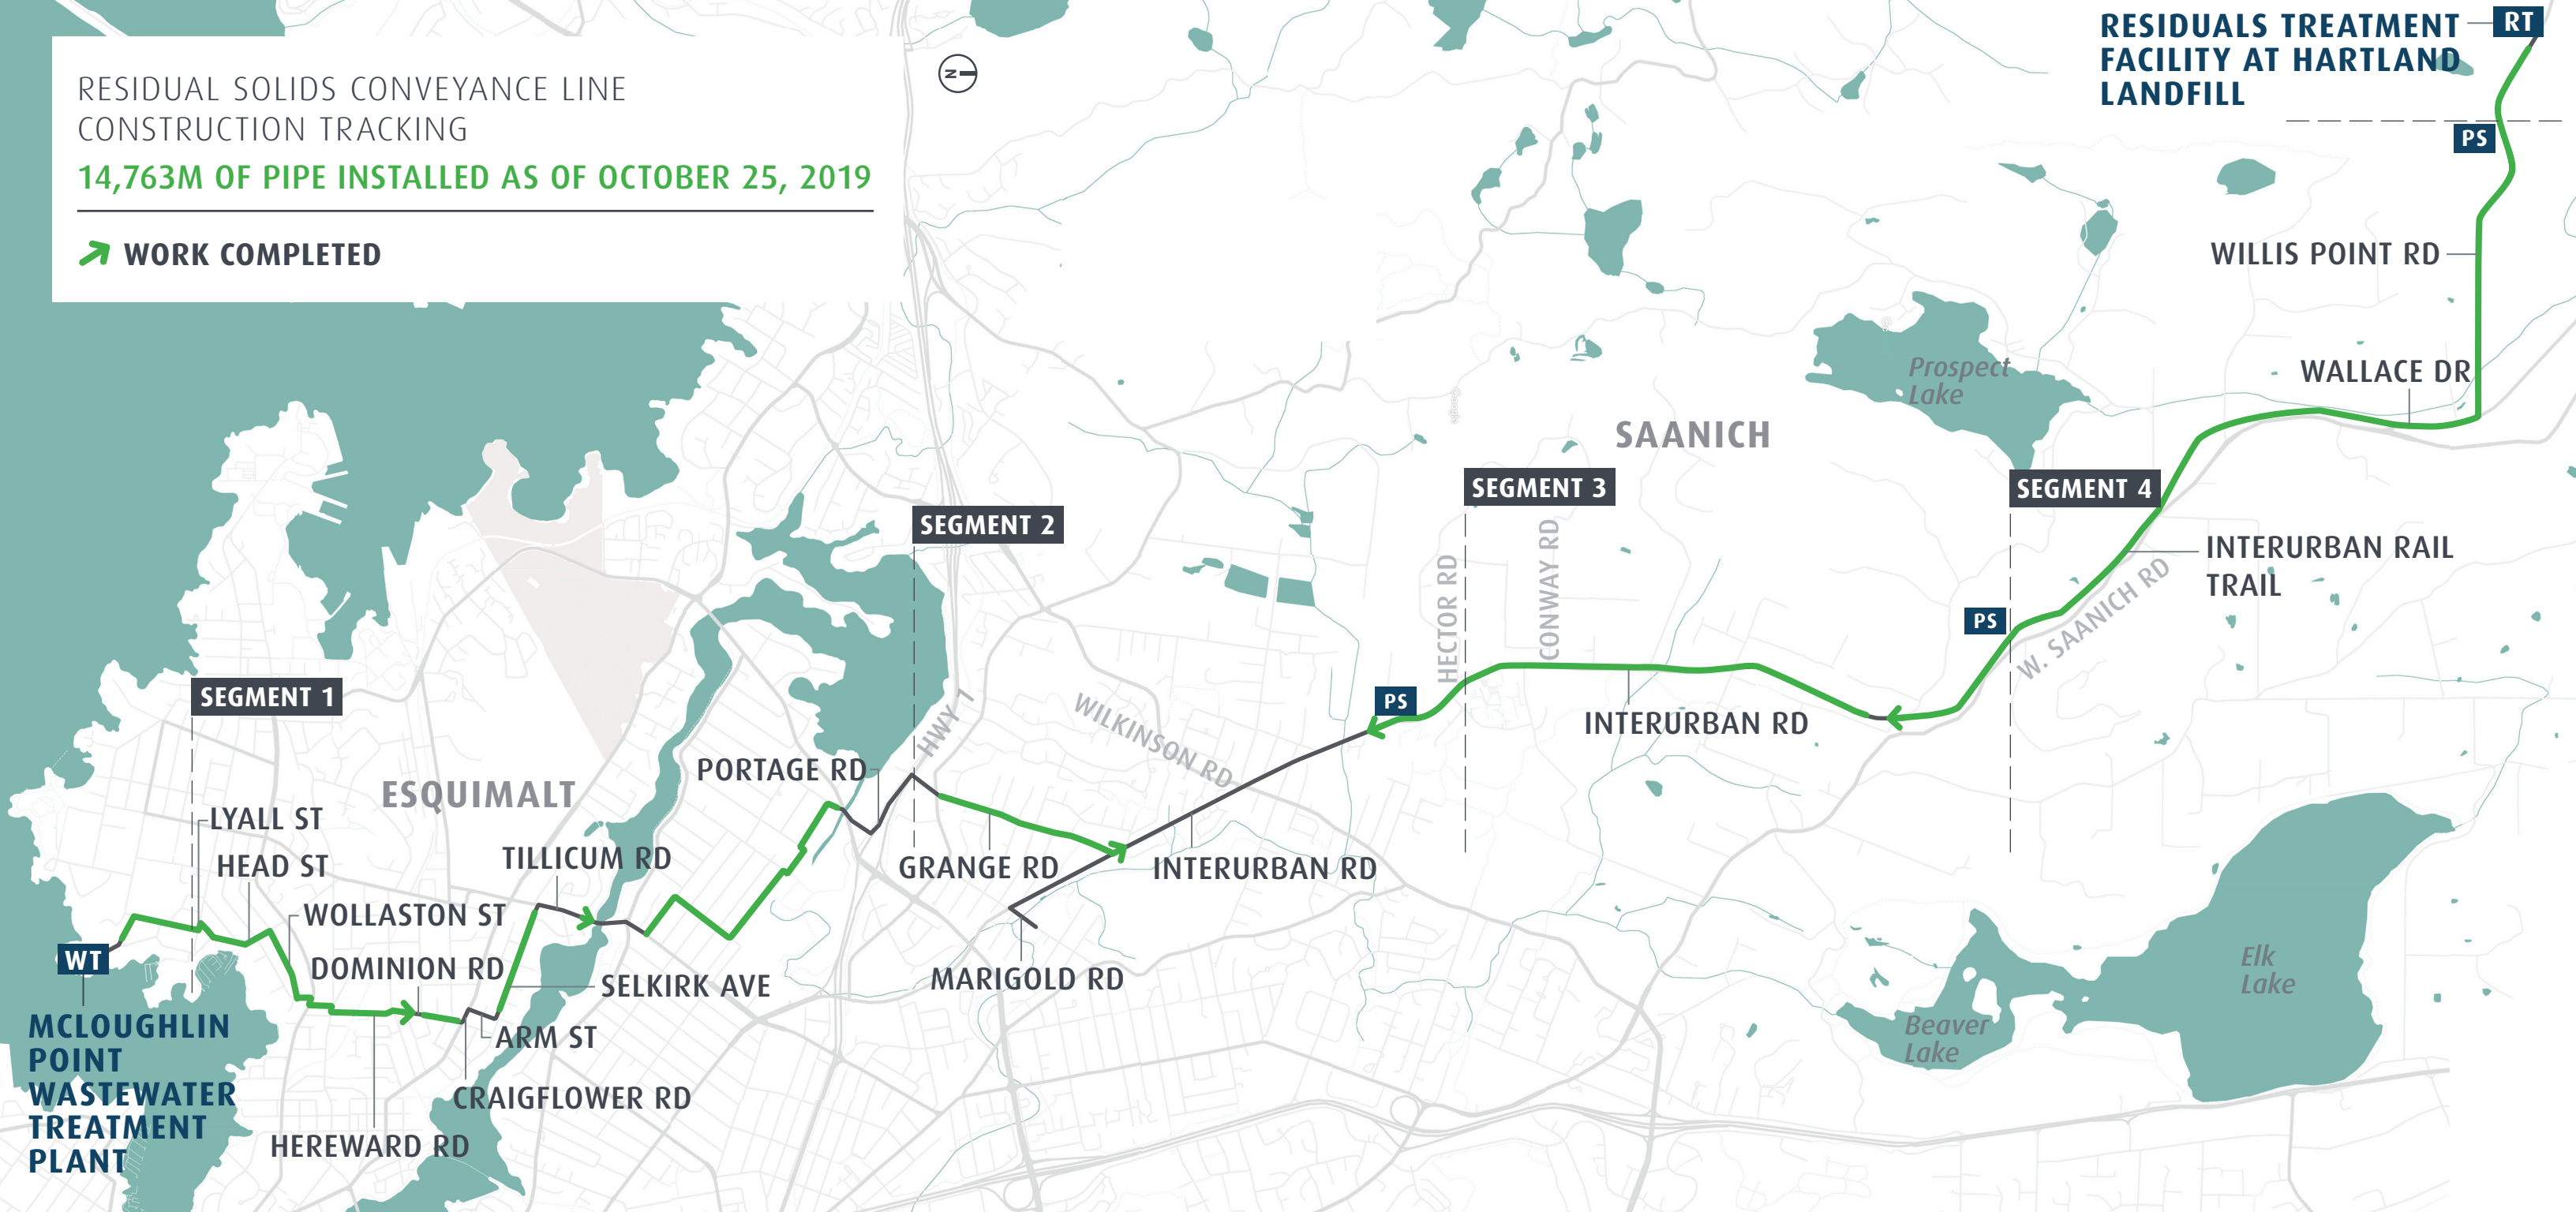 RESIDUAL SOLIDS CONVEYANCE LINE
CONSTRUCTION TRACKING
14,763M OF PIPE INSTALLED AS OF OCTOBER 25, 2019
WORK COMPLETED
N
RESIDUALS TREATMENT
FACILITY AT HARTLAND
LANDFILL
RT
PS
WILLIS POINT RD
WALLACE DR
Prospect
Lake
SAANICH
SEGMENT 3
SEGMENT 4
SEGMENT 2
INTERURBAN RAIL
TRAIL
HECTOR RD
CONWAY RD
PS
W. SAANICH RD
SEGMENT 1
PS
HWY 1
WILKINSON RD
INTERURBAN RD
PORTAGE RD
ESQUIMALT
LYALL ST
HEAD ST
TILLICUM RD
GRANGE RD
INTERURBAN RD
WOLLASTON ST
WT
DOMINION RD
SELKIRK AVE
MARIGOLD RD
Elk
Lake
MCLOUGHLIN
POINT
WASTEWATER
TREATMENT
PLANT
ARM ST
Beaver
Lake
CRAIGFLOWER RD
HEREWARD RD